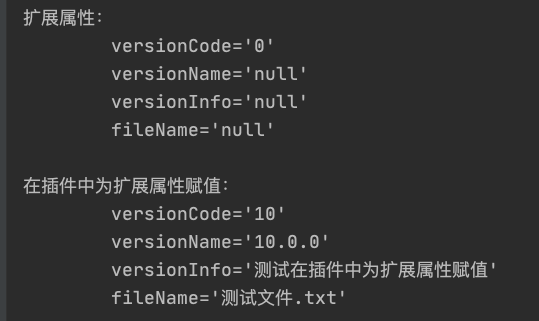 扩展属性:
versionCode='0'
versionName='null'
versionInfo='null'
fileName='null'
在插件中为扩展属性赋值:
versionCode='10'
versionName='10.0.0'
versionInfo='测试在插件中为扩展属性赋值'
fileName='测试文件.txt'